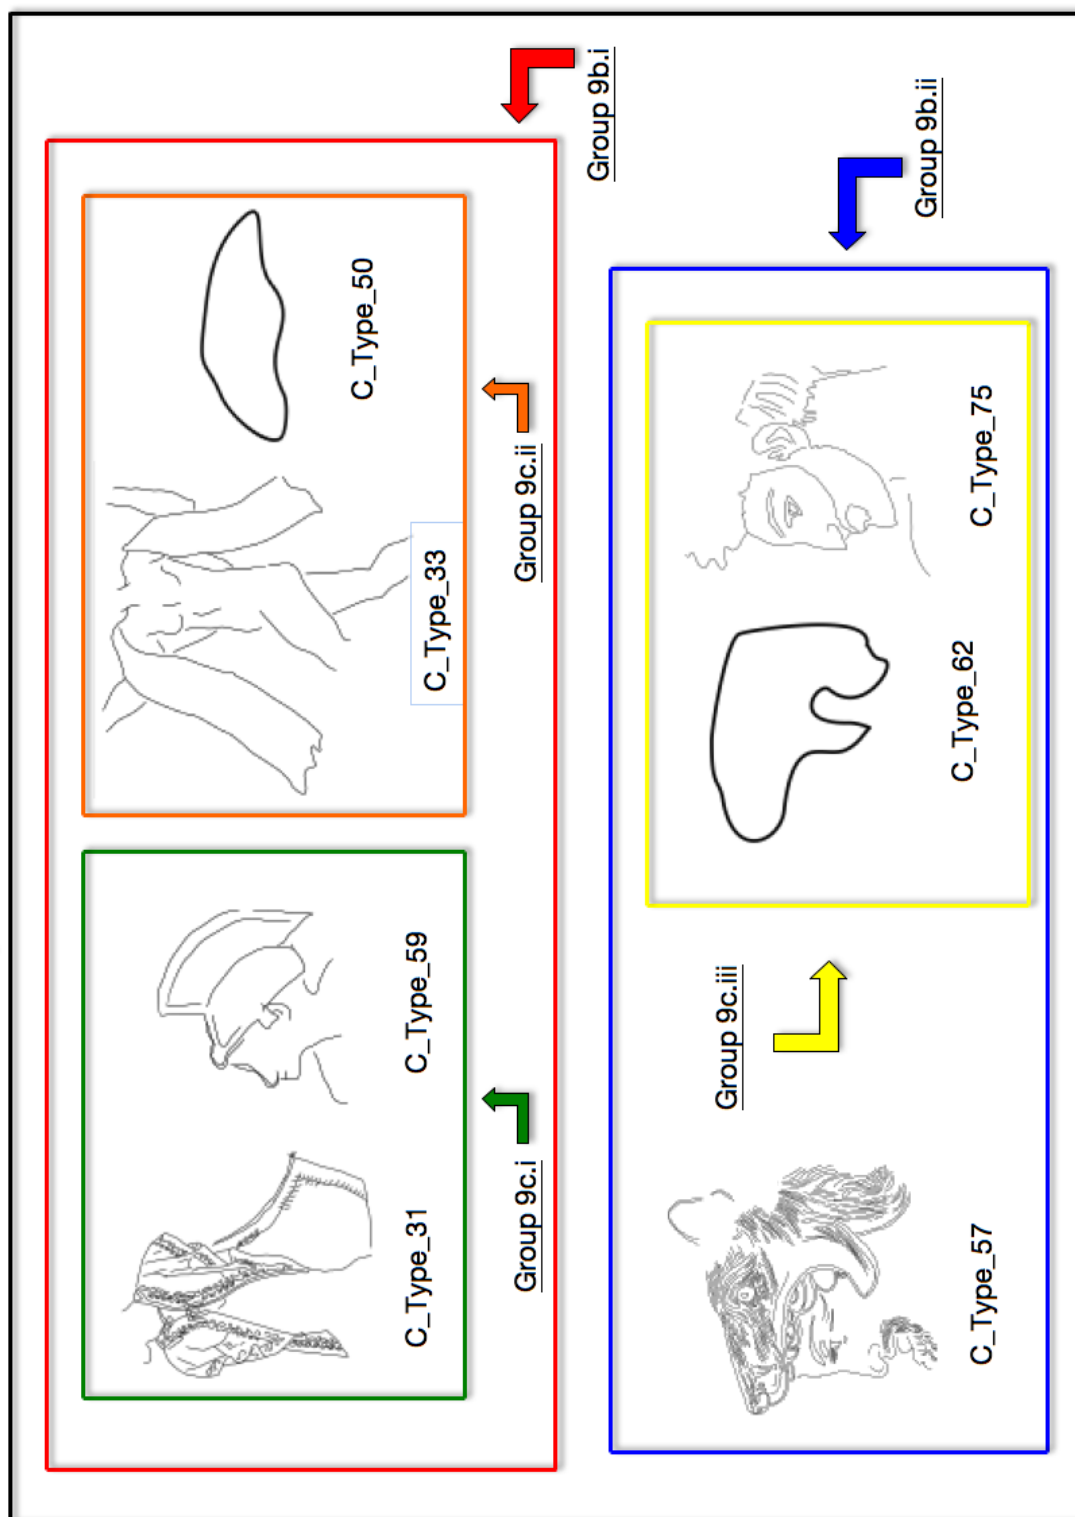 Group 9b.i
C_Type_31
C_Type_59
C_Type_33
C_Type_50
Group 9c.i
Group 9c.ii
Group 9b.ii
Group 9c.iii
C_Type_57
C_Type_62
C_Type_75